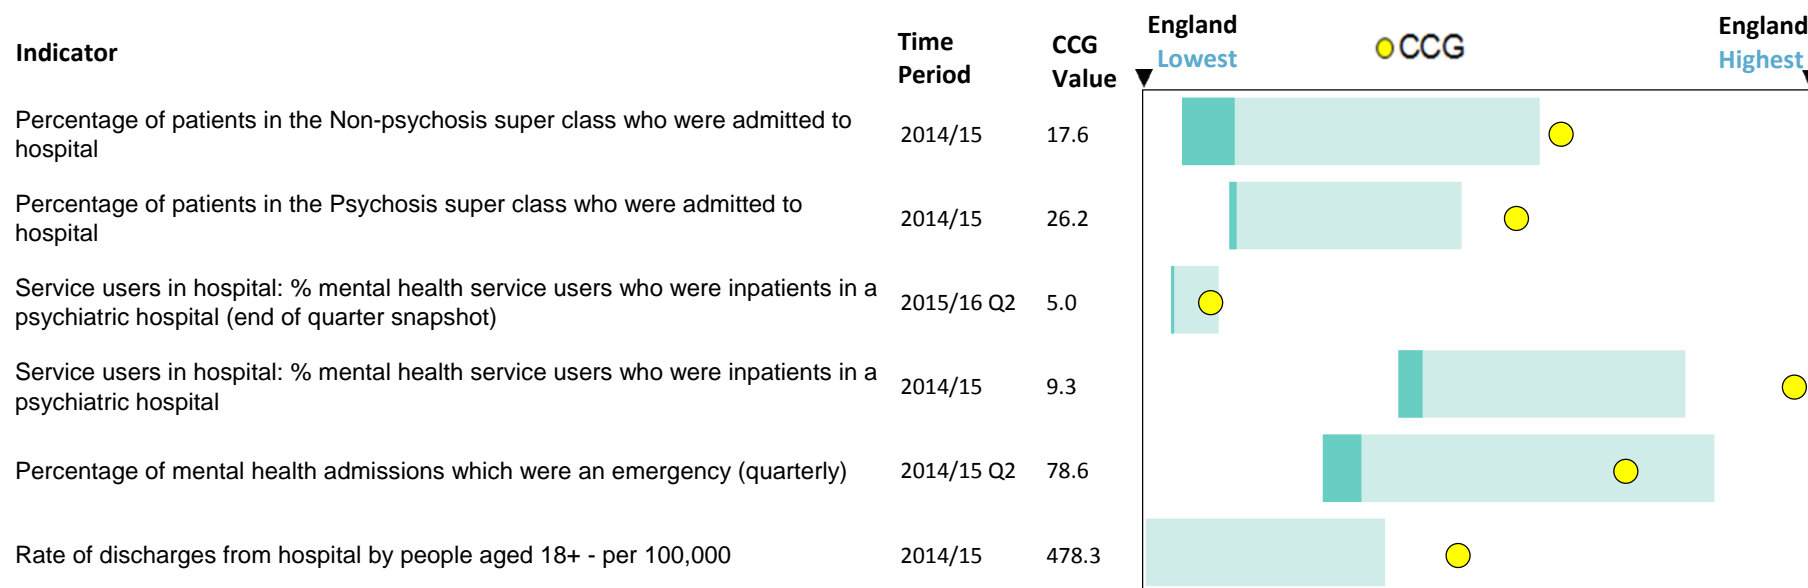 Indicator
Time
Period
CCG
Value
England
Lowest
CCG
England
Highest
Percentage of patients in the Non-psychosis super class who were admitted to
hospital
2014/15
17.6
Percentage of patients in the Psychosis super class who were admitted to
hospital
2014/15
26.2
Service users in hospital: % mental health service users who were inpatients in a
psychiatric hospital (end of quarter snapshot)
2015/16 Q2
5.0
Service users in hospital: % mental health service users who were inpatients in a
psychiatric hospital
2014/15
9.3
Percentage of mental health admissions which were an emergency (quarterly)
2014/15 Q2
78.6
Rate of discharges from hospital by people aged 18+ - per 100,000
2014/15
478.3